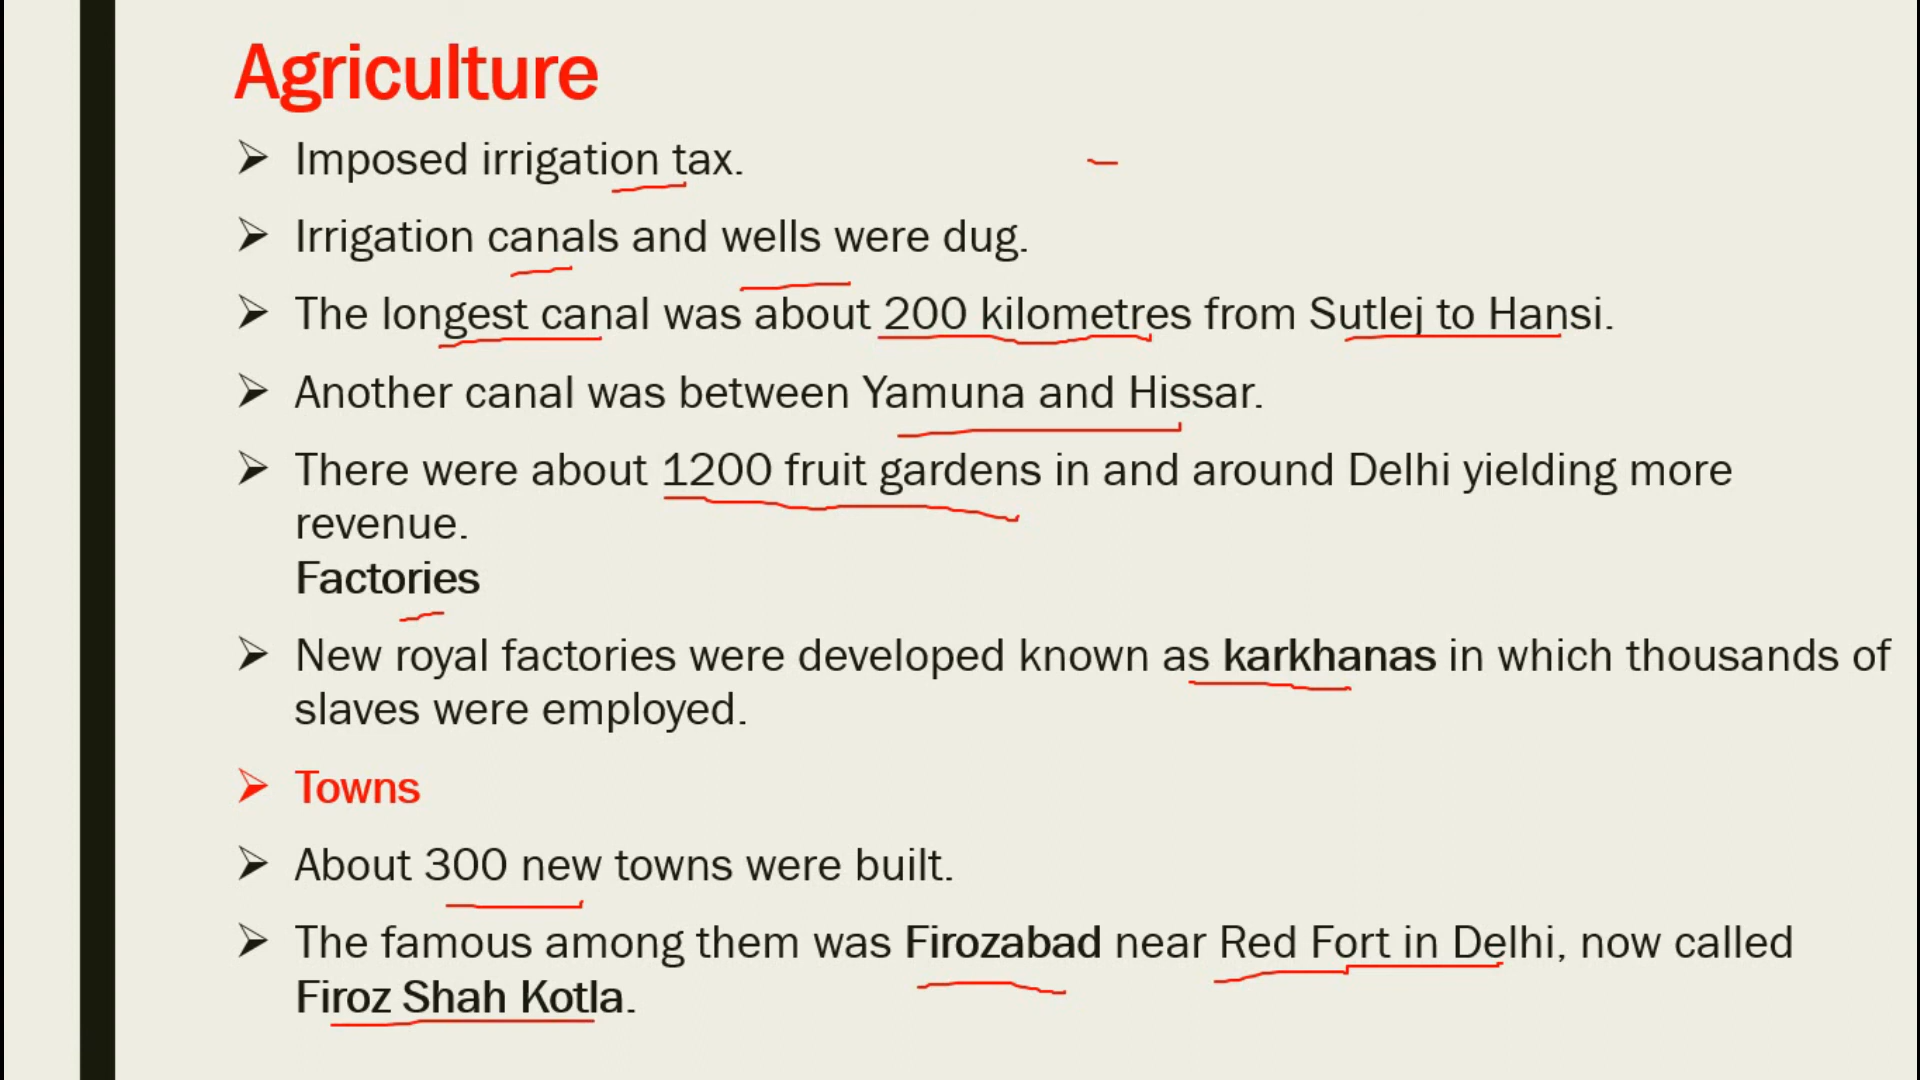 Agriculture
Imposed irrigation tax.
Irrigation canals and wells were dug.
The longest canal was about 200 kilometres from Sutlej to Hansi.
Another canal was between Yamuna and Hissar.
There were about 1200 fruit gardens in and around Delhi yielding more
revenue.
Factories
New royal factories were developed known as karkhanas in which thousands of
slaves were employed.
Towns
About 300 new towns were built.
The famous among them was Firozabad near Red Fort in Delhi, now called
Firoz Shah Kotla.